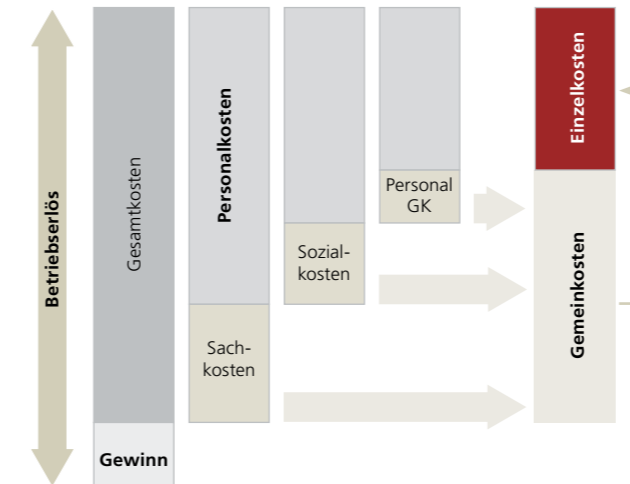 Betriebserlös
Gesamtkosten
Gewinn
Personalkosten
Sach-
kosten
Sozial-
kosten
Personal
GK
Einzelkosten
Gemeinkosten